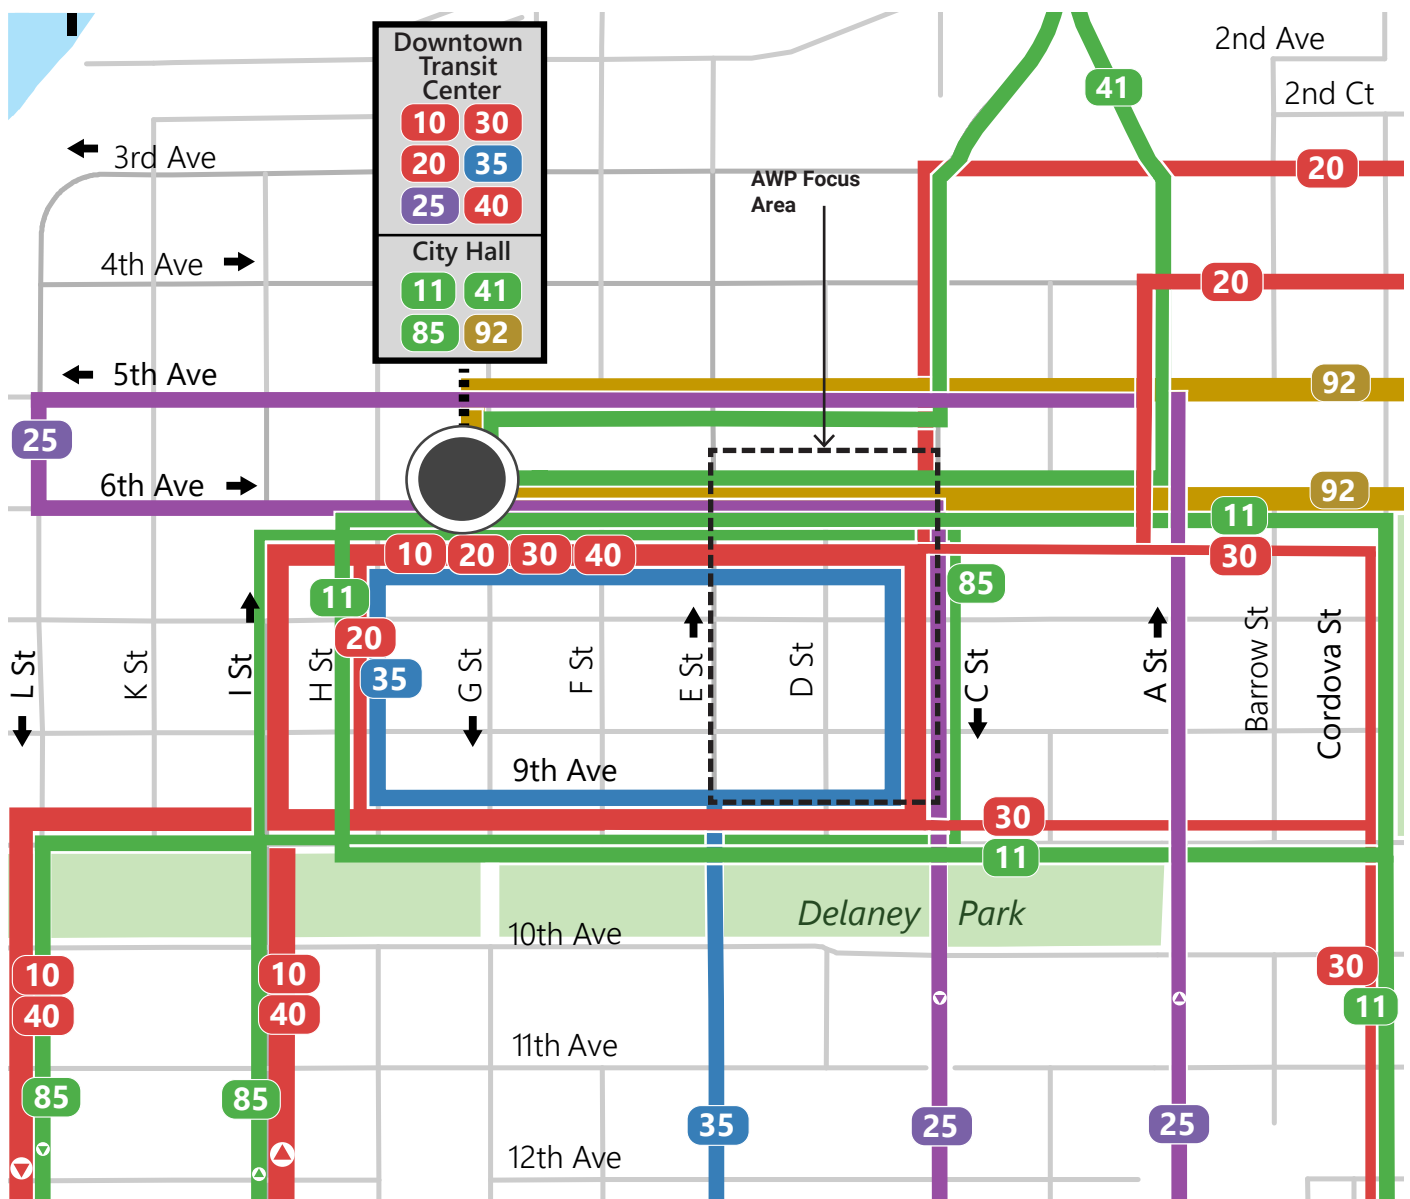 Downtown
Transit
Center
10 30
20 35
25 40
City Hall
11 41
85 92
2nd Ave
41
2nd Ct
3rd Ave
20
AWP Focus
Area
4th Ave
20
5th Ave
92
25
6th Ave
92
11
10 20 30 40
30
11
85
20
35
L St
K St
I St
H St
G St
F St
E St
D St
C St
A St
Barrow St
Cordova St
9th Ave
30
11
Delaney Park
10th Ave
10
40
10
40
30
11
11th Ave
85
85
35
25
25
12th Ave